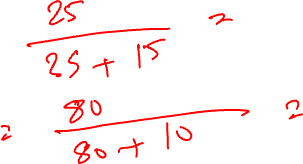 25
25 + 15 =
= 80
80 + 10 =